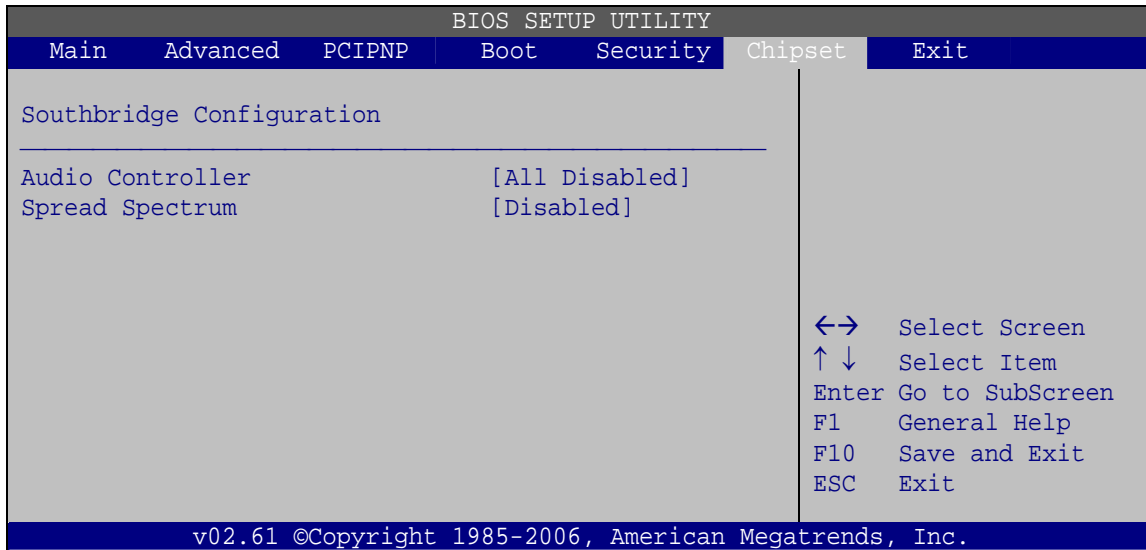 BIOS SETUP UTILITY
Main Advanced PCIPNP Boot Security Chipset Exit
Southbridge Configuration
Audio Controller [All Disabled]
Spread Spectrum [Disabled]
←→ Select Screen
↑ ↓ Select Item
Enter Go to SubScreen
F1 General Help
F10 Save and Exit
ESC Exit
v02.61 ©Copyright 1985-2006, American Megatrends, Inc.